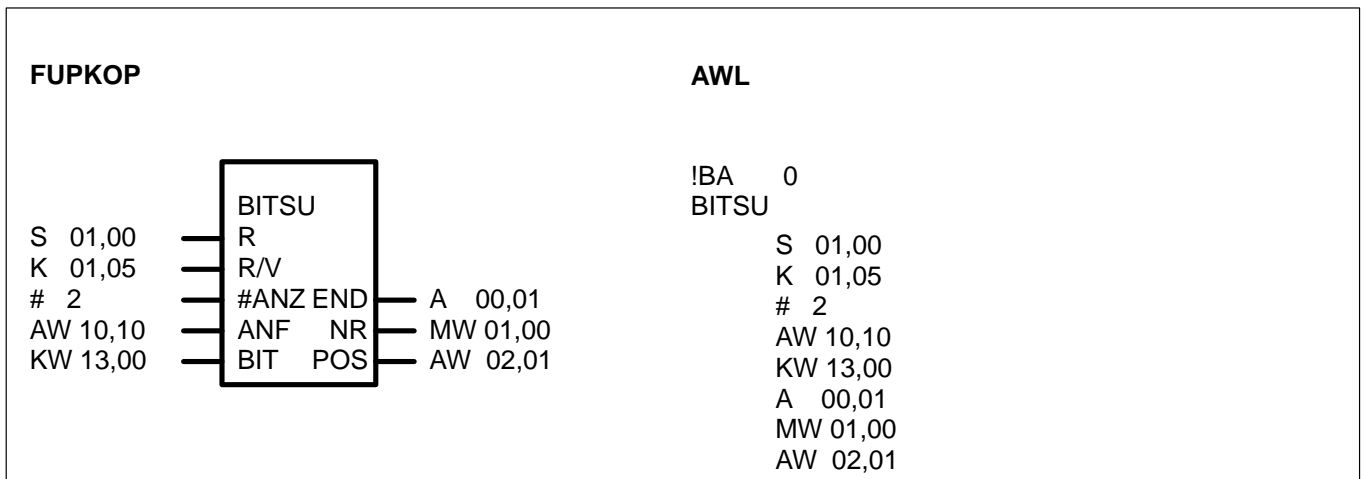 FUPKOP
BITSU
S 01,00 R
K 01,05 R/V
# 2 #ANZ END A 00,01
AW 10,10 ANF NR MW 01,00
KW 13,00 BIT POS AW 02,01
AWL
!BA 0
BITSU
S 01,00
K 01,05
# 2
AW 10,10
KW 13,00
A 00,01
MW 01,00
AW 02,01